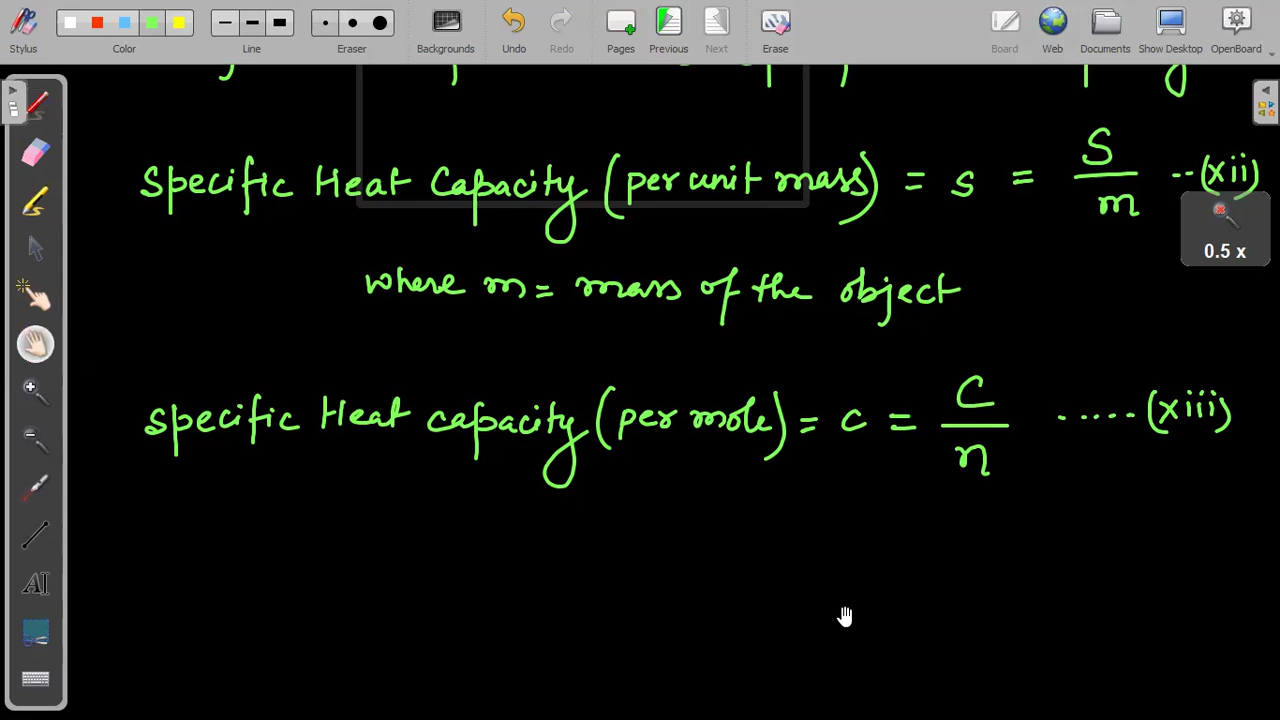 Stylus
Color
Line
Eraser
Backgrounds
Undo
Redo
Pages
Previous
Next
Erase
Board
Web
Documents
Show Desktop
OpenBoard
specific Heat Capacity (per unit mass) = s = S/m ..(xii)
0.5 x
where m = mass of the object
specific Heat capacity (per mole) = c = C/n ......(xiii)